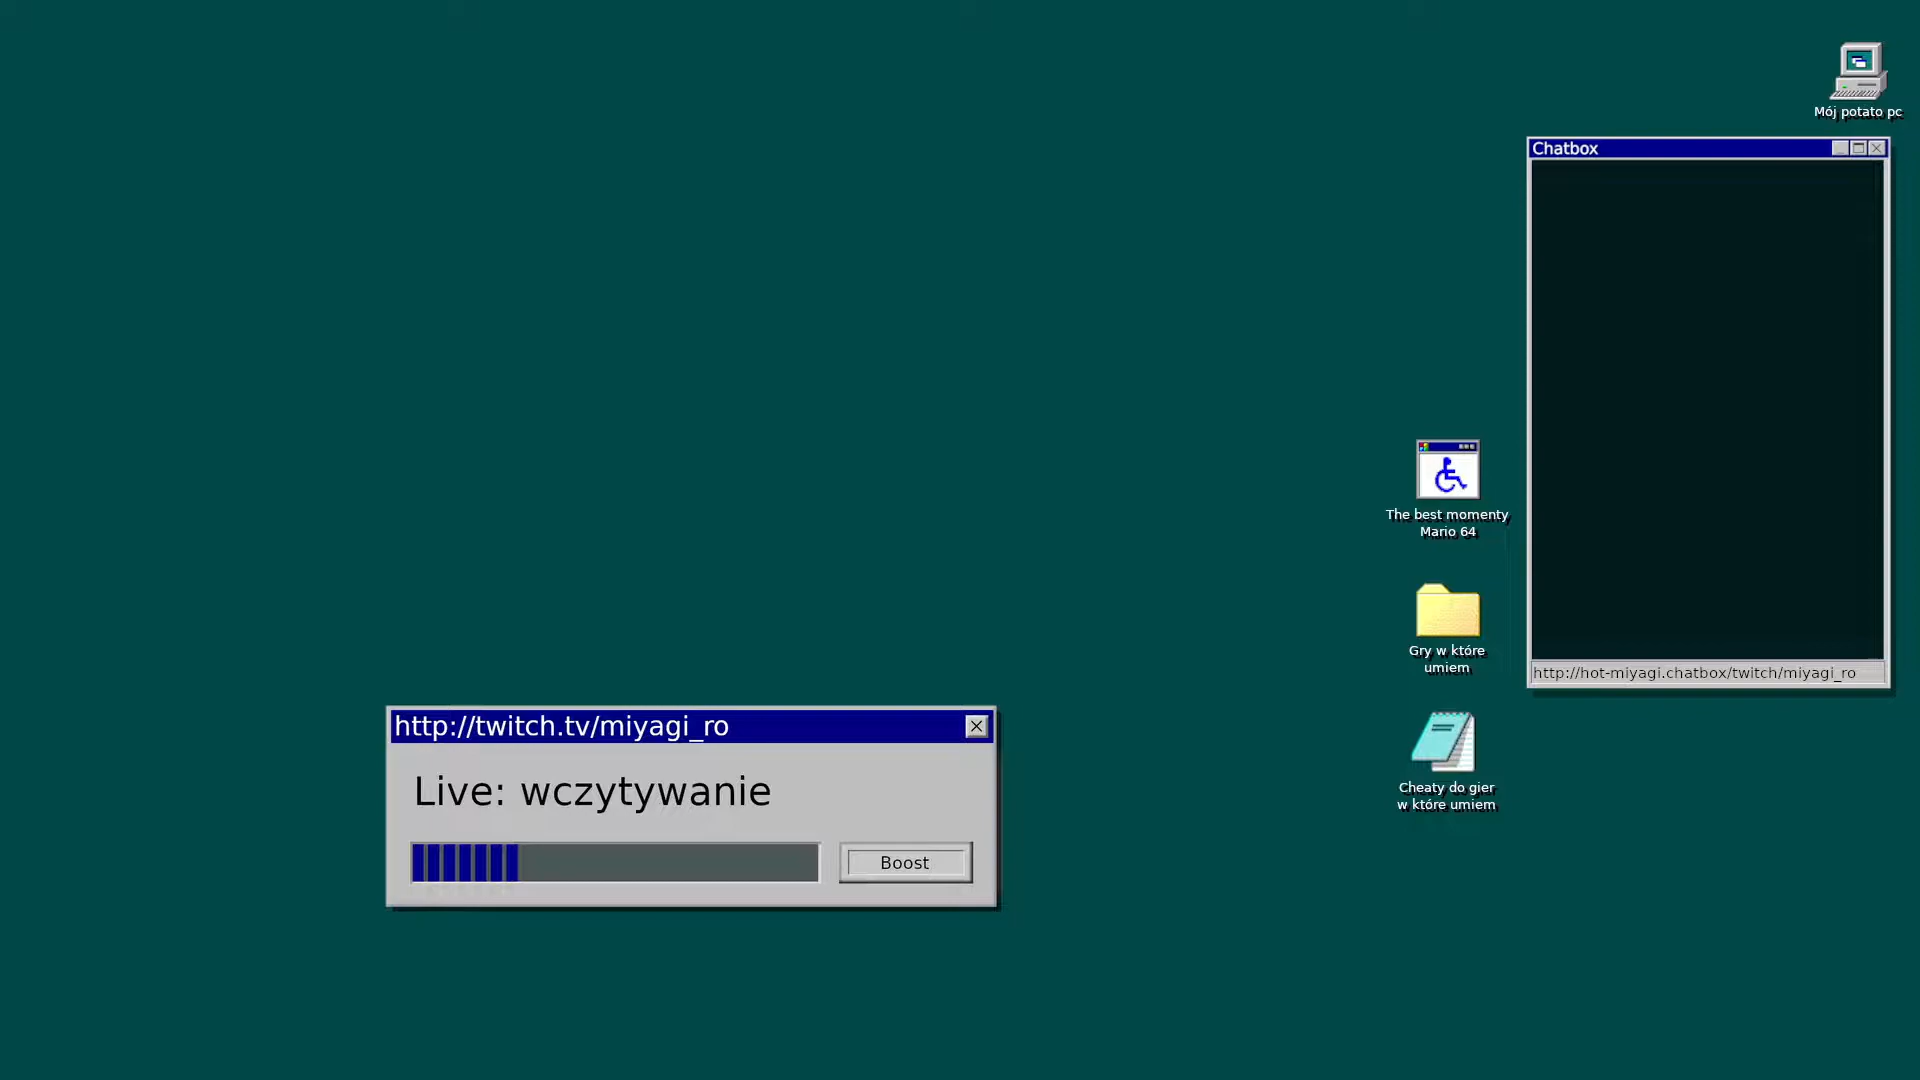 Mój potato pc
Chatbox
The best momenty
Mario 64
Gry w które
umiem
http://hot-miyagi.chatbox/twitch/miyagi_ro
http://twitch.tv/miyagi_ro
Live: wczytywanie
Boost
Cheaty do gier
w które umiem